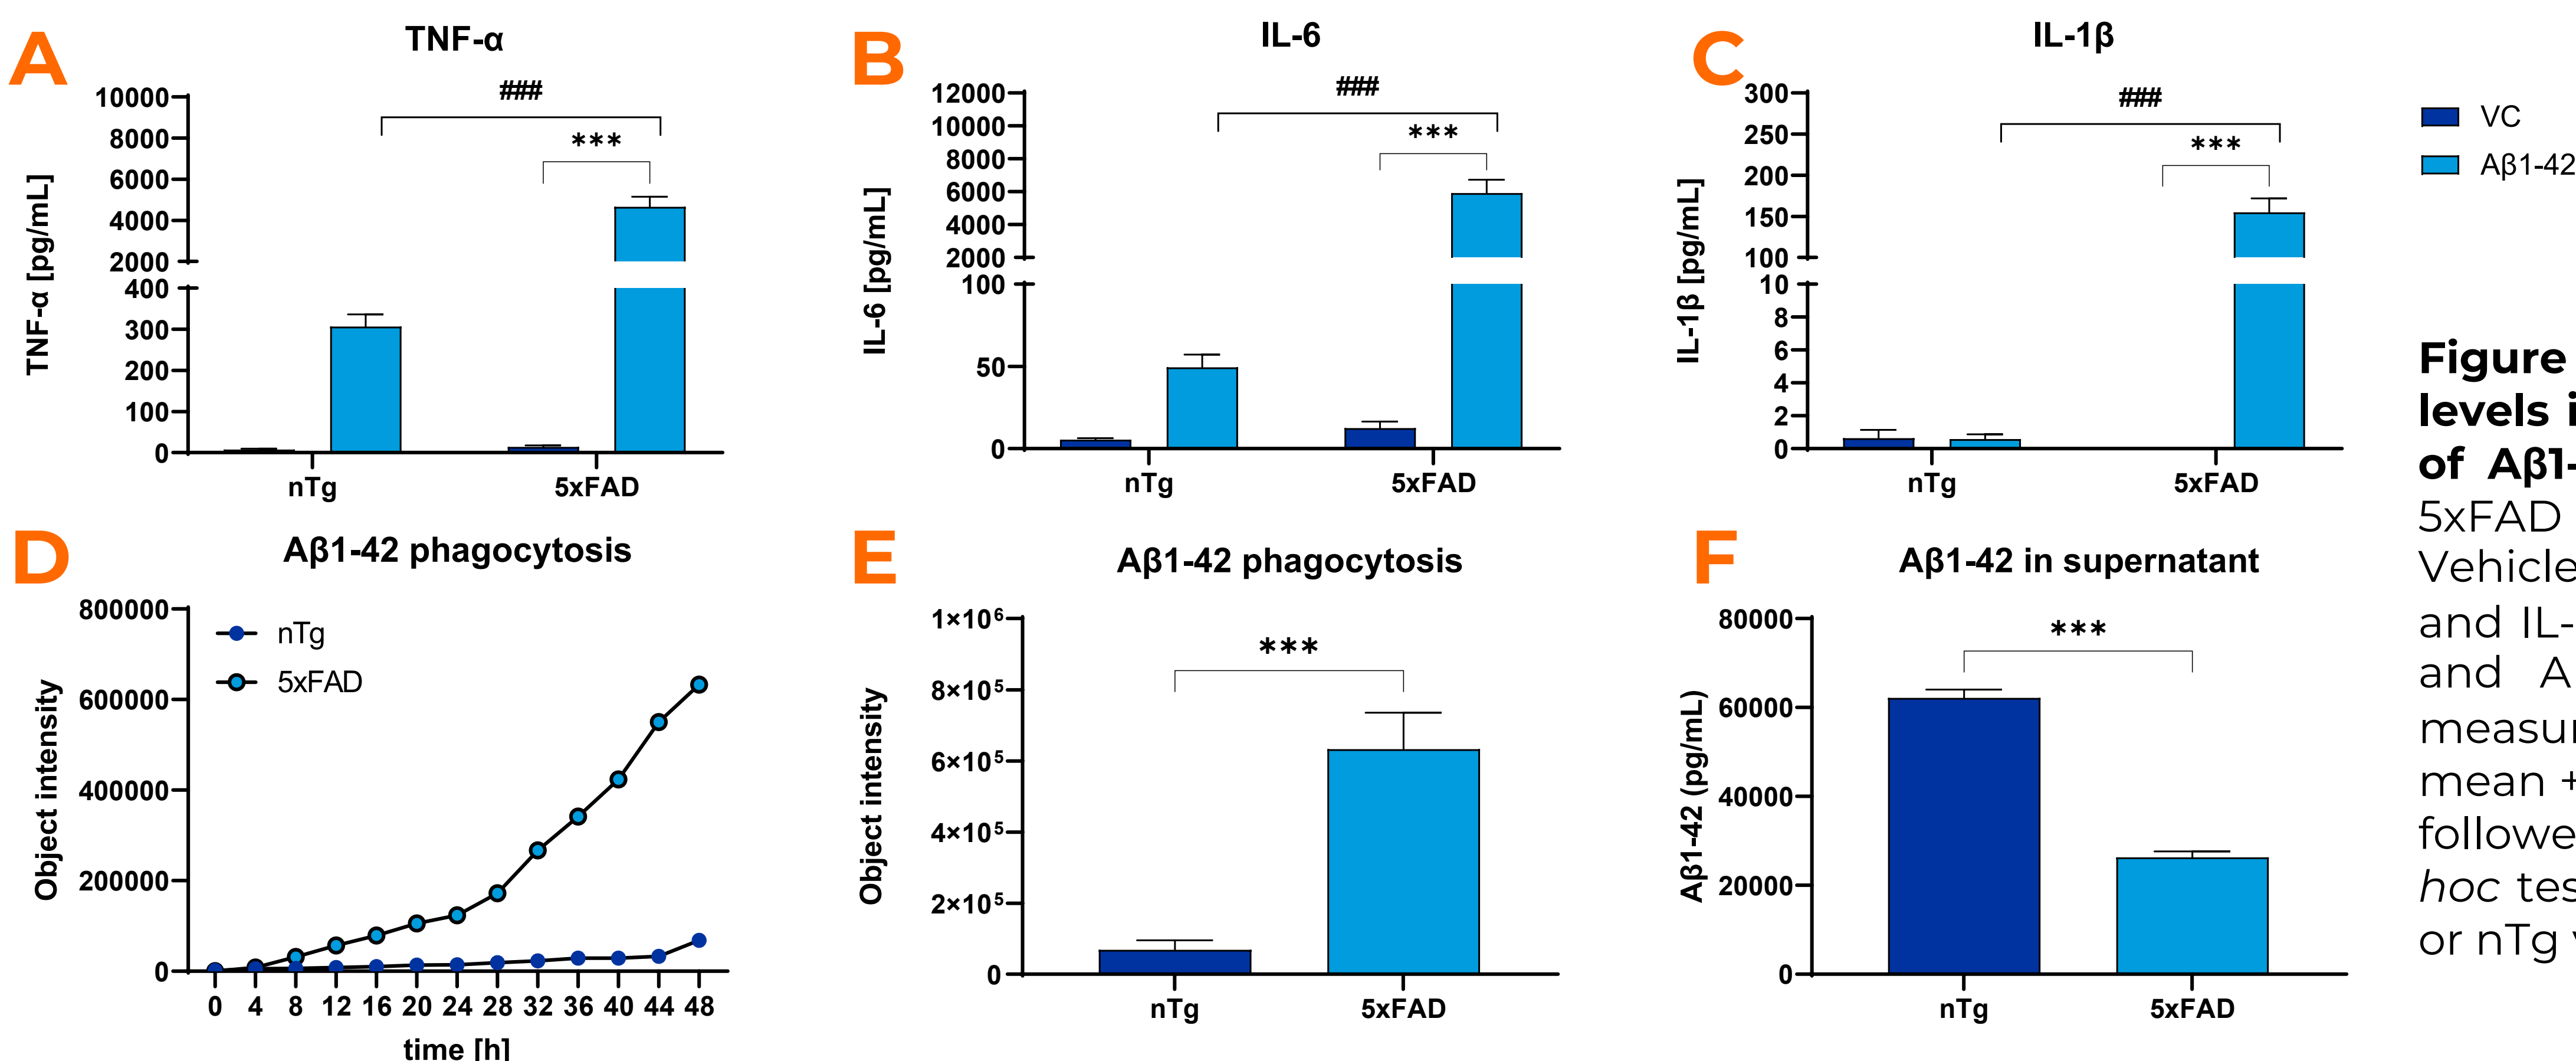 A
TNF-α
###
***
TNF-α [pg/mL]
10000
8000
6000
4000
2000
400
300
200
100
0
nTg
5xFAD
B
IL-6
###
***
IL-6 [pg/mL]
12000
10000
8000
6000
4000
2000
100
50
0
nTg
5xFAD
C
IL-1β
###
***
IL-1β [pg/mL]
300
250
200
150
100
10
8
6
4
2
0
nTg
5xFAD
VC
Aβ1-42
D
Aβ1-42 phagocytosis
nTg
5xFAD
Object intensity
800000
600000
400000
200000
0
0 4 8 12 16 20 24 28 32 36 40 44 48
time [h]
E
Aβ1-42 phagocytosis
***
Object intensity
1×10⁶
8×10⁵
6×10⁵
4×10⁵
2×10⁵
0
nTg
5xFAD
F
Aβ1-42 in supernatant
***
Aβ1-42 (pg/mL)
80000
60000
40000
20000
0
nTg
5xFAD
Figure
levels i
of Aβ1-
5xFAD
Vehicle
and IL-
and A
measur
mean +
followe
hoc tes
or nTg